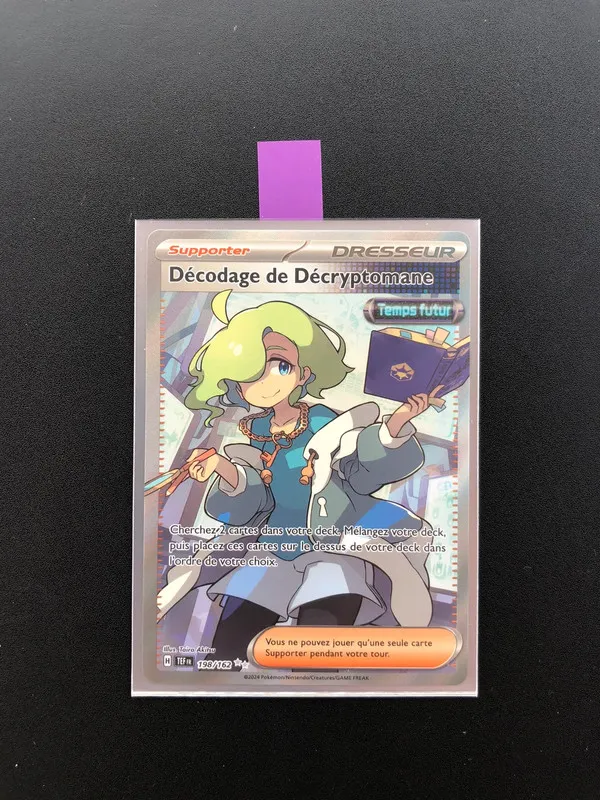 Supporter DRESSEUR
Décodage de Décryptomane
Temps futur
Cherchez 2 cartes dans votre deck. Mélangez votre deck,
puis placez ces cartes sur le dessus de votre deck dans
l'ordre de votre choix.
Vous ne pouvez jouer qu'une seule carte
Supporter pendant votre tour.
Illus. Teeo Akitsu
H TEF FR 198/162
©2024 Pokémon/Nintendo/Creatures/GAME FREAK